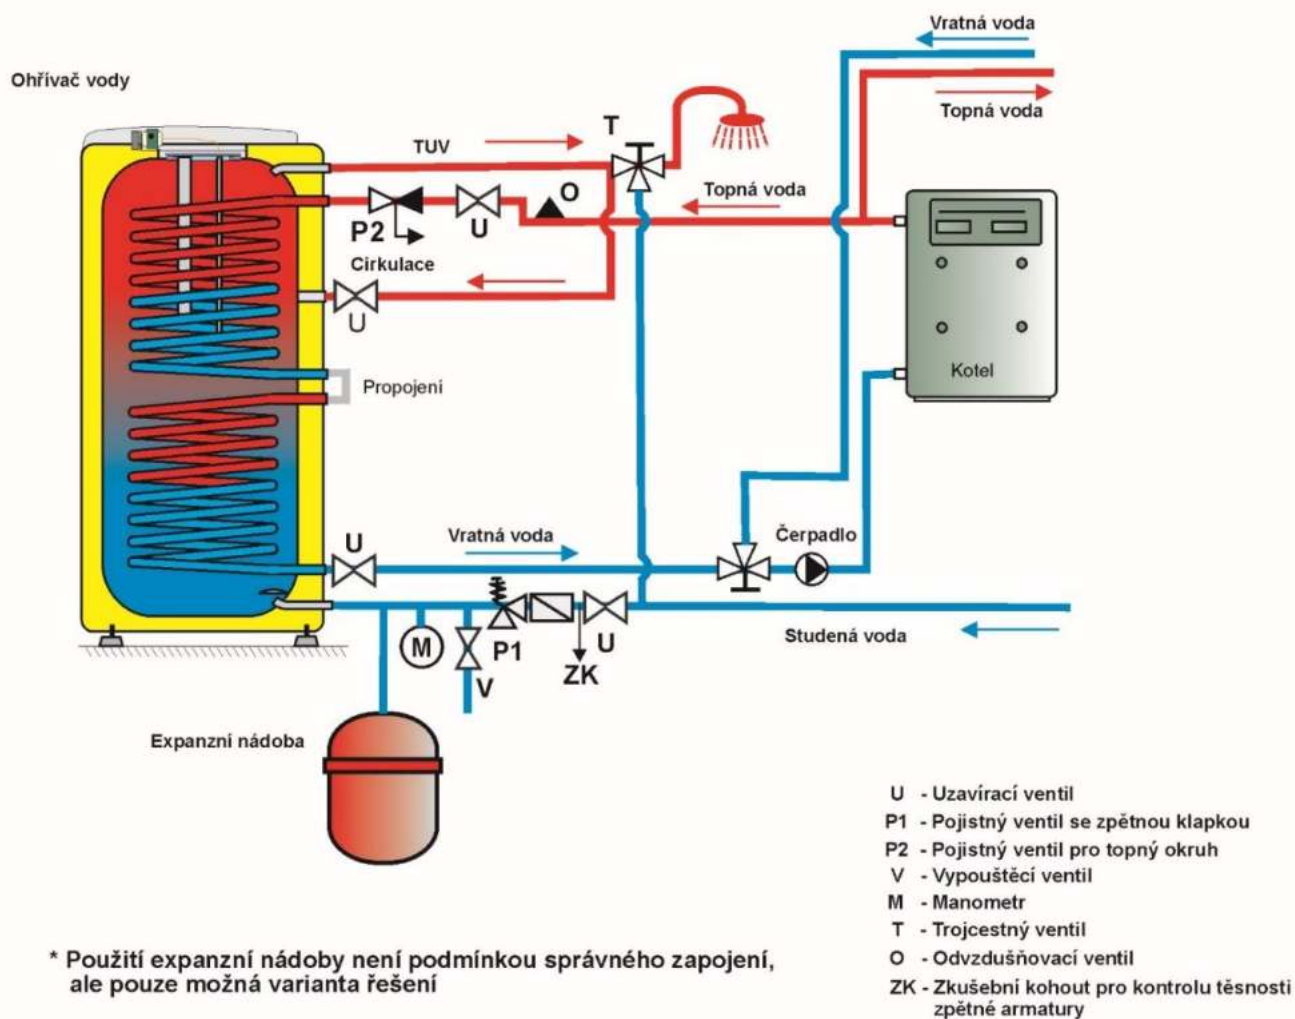 Vratná voda
Ohřívač vody
Topná voda
T
TUV
O
Topná voda
P2
U
Cirkulace
U
Propojení
Kotel
U
Vratná voda
Čerpadlo
M
P1
U
Studená voda
V
ZK
Expanzní nádoba
U - Uzavírací ventil
P1 - Pojistný ventil se zpětnou klapkou
P2 - Pojistný ventil pro topný okruh
V - Vypouštěcí ventil
M - Manometr
T - Trojcestný ventil
O - Odvzdušňovací ventil
ZK - Zkušební kohout pro kontrolu těsnosti
zpětné armatury
* Použití expanzní nádoby není podmínkou správného zapojení,
ale pouze možná varianta řešení